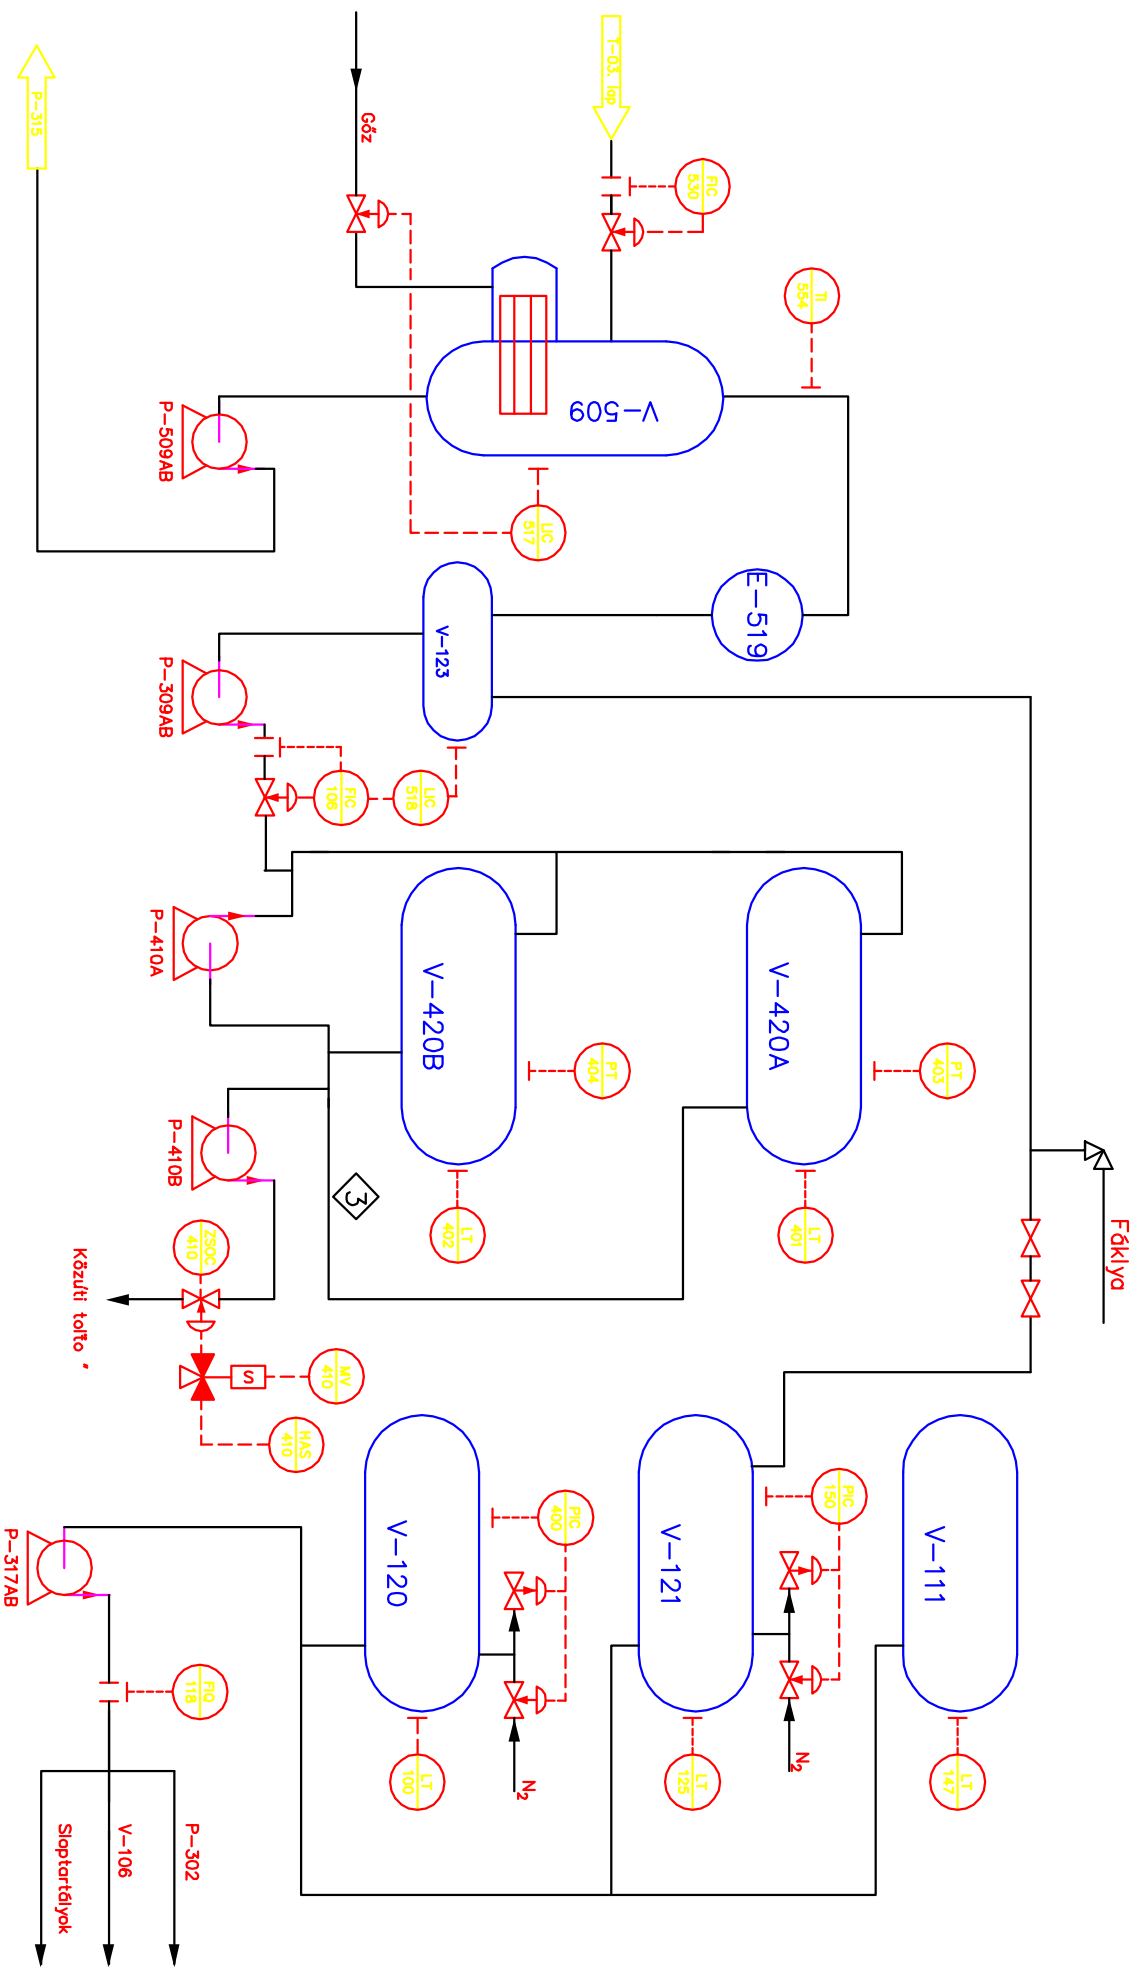 T-03. lap
P-315
Gőz
FIC
530
TI
554
V-509
P-509AB
LIC
517
E-519
V-123
P-309AB
FIC
106
LIC
518
V-420B
V-420A
P-410A
PT
404
PT
403
P-410B
3
LT
402
LT
401
Fáklya
ZSOC
410
Közúti töltő
S
MV
410
HAS
410
V-120
V-121
V-111
PIC
400
PIC
150
P-317AB
FIQ
118
LT
100
LT
125
LT
147
N2
N2
P-302
V-106
Sloptartályok